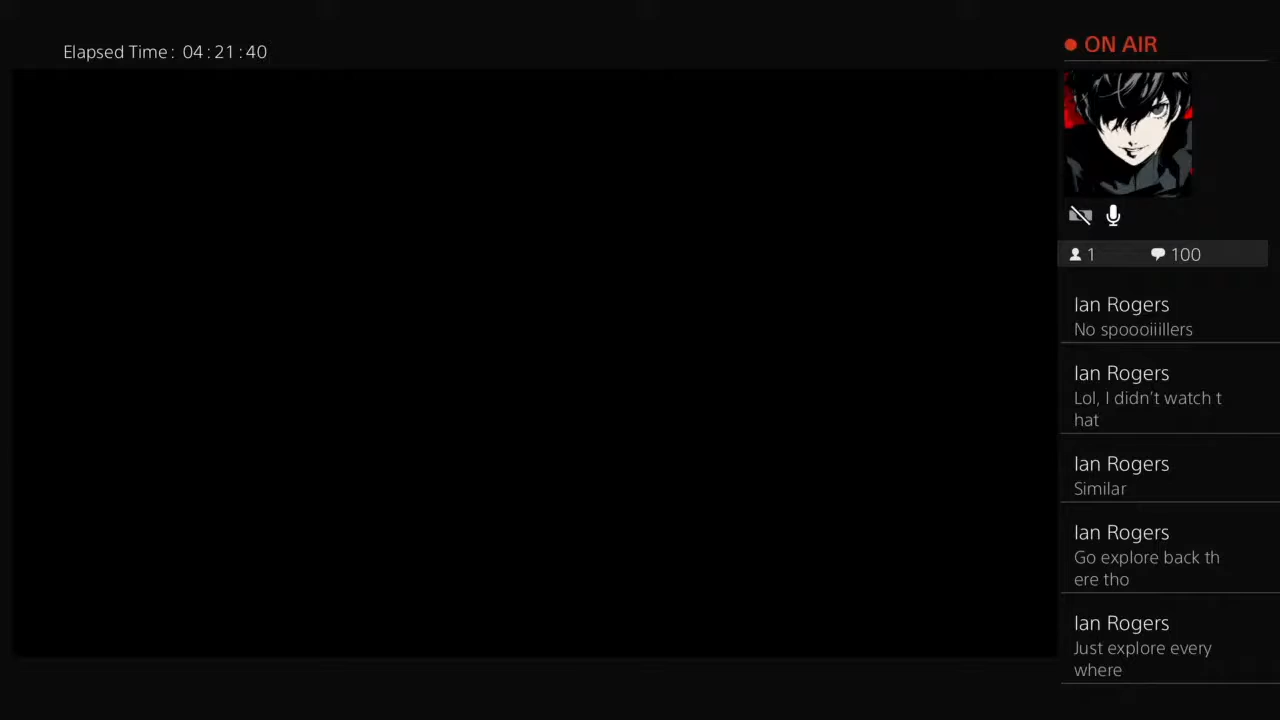 Elapsed Time: 04:21:40
ON AIR
1 100
Ian Rogers
No spoooiiillers
Ian Rogers
Lol, I didn't watch t
hat
Ian Rogers
Similar
Ian Rogers
Go explore back th
ere tho
Ian Rogers
Just explore every
where